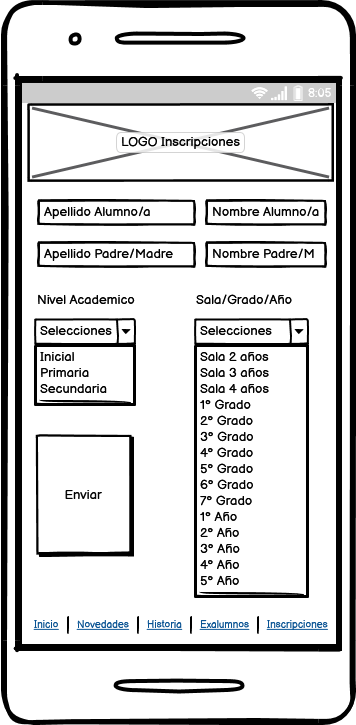 8:05
LOGO Inscripciones
Apellido Alumno/a
Nombre Alumno/a
Apellido Padre/Madre
Nombre Padre/M
Nivel Academico
Sala/Grado/Año
Selecciones
Selecciones
Inicial
Primaria
Secundaria
Sala 2 años
Sala 3 años
Sala 4 años
1° Grado
2° Grado
3° Grado
4° Grado
5° Grado
6° Grado
7° Grado
1° Año
2° Año
3° Año
4° Año
5° Año
Enviar
Inicio | Novedades | Historia | Exalumnos | Inscripciones